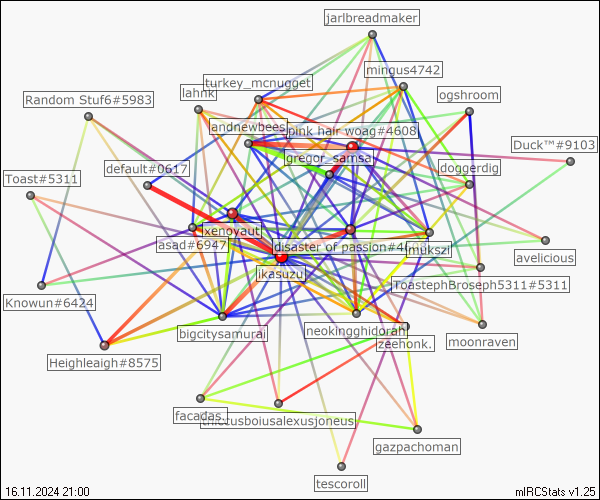 jarlbreadmaker
mingus4742
turkey_mcnugget
lahnk
ogshroom
Random Stuf6#5983
andnewbees
pink hair woag#4608
Duck™#9103
gregor_samsa
default#0617
doggerdig
Toast#5311
xenoyaut
asad#6947
disaster of passion#4608
mukszi
avelicious
ikasuzu
ToastephBroseph5311#5311
Knowun#6424
bigcitysamurai
neokingghidorah
zeehonk.
moonraven
Heighleigh#8575
facadas.
thiccusboiusalexusjoneus
gazpachoman
tescoroll
16.11.2024 21:00
mIRCStats v1.25